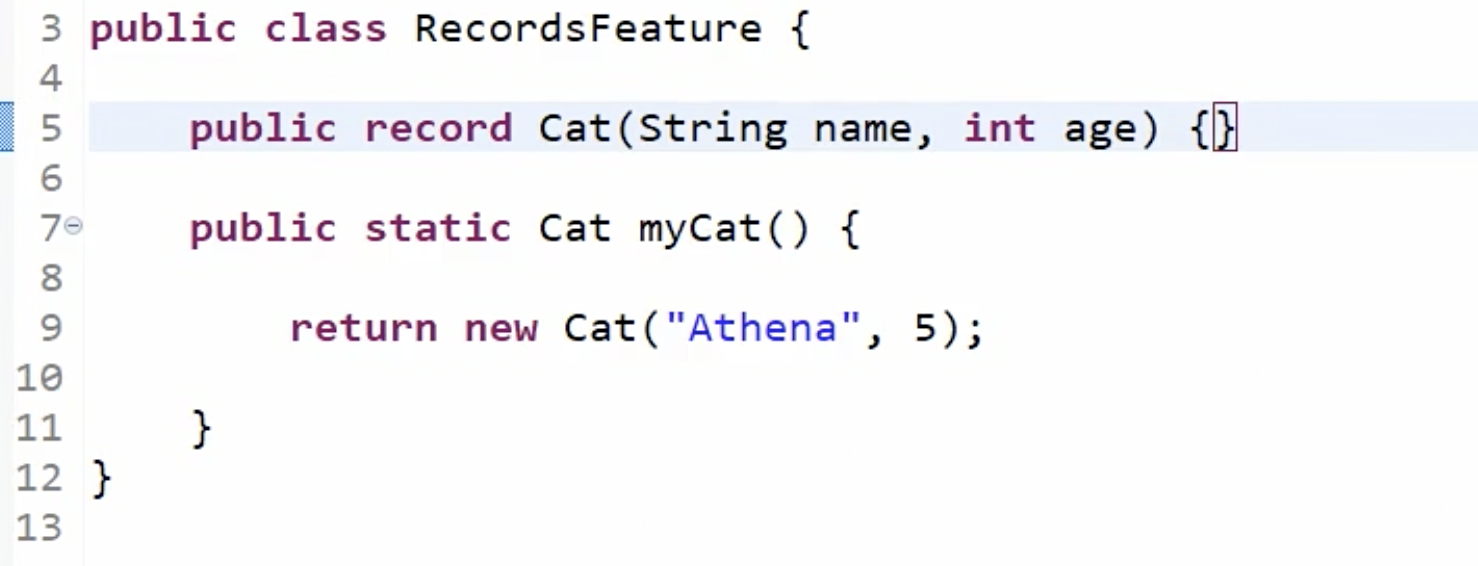 3 public class RecordsFeature {
4
5     public record Cat(String name, int age) {}
6
7     public static Cat myCat() {
8
9         return new Cat("Athena", 5);
10
11     }
12 }
13